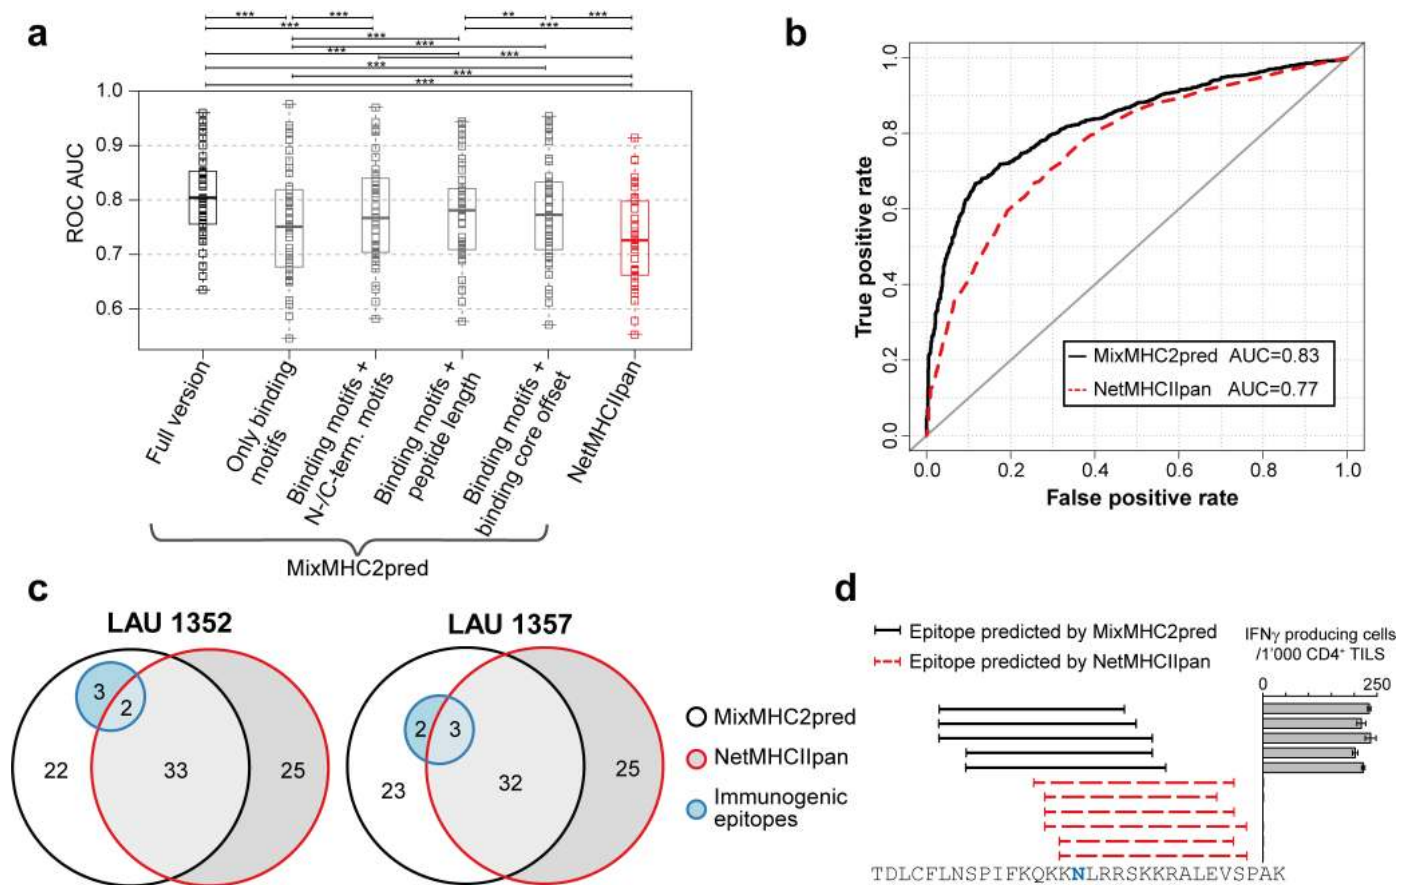 a
*** *** ** ***
*** ***
***
***
*** ***
***
***
***
ROC AUC
1.0
0.9
0.8
0.7
0.6
Full version
Only binding
motifs
Binding motifs +
N-/C-term. motifs
Binding motifs +
peptide length
Binding motifs +
binding core offset
NetMHCIIpan
MixMHC2pred
b
True positive rate
1.0
0.8
0.6
0.4
0.2
0.0
MixMHC2pred AUC=0.83
NetMHCIIpan AUC=0.77
0.0 0.2 0.4 0.6 0.8 1.0
False positive rate
c
LAU 1352
3
2
22
33
25
LAU 1357
2
3
23
32
25
MixMHC2pred
NetMHCIIpan
Immunogenic
epitopes
d
Epitope predicted by MixMHC2pred
Epitope predicted by NetMHCIIpan
IFNγ producing cells
/1'000 CD4⁺ TILS
0 250
TDLCFLNSPIFKQKKNLRRSKKRALEVSPAK